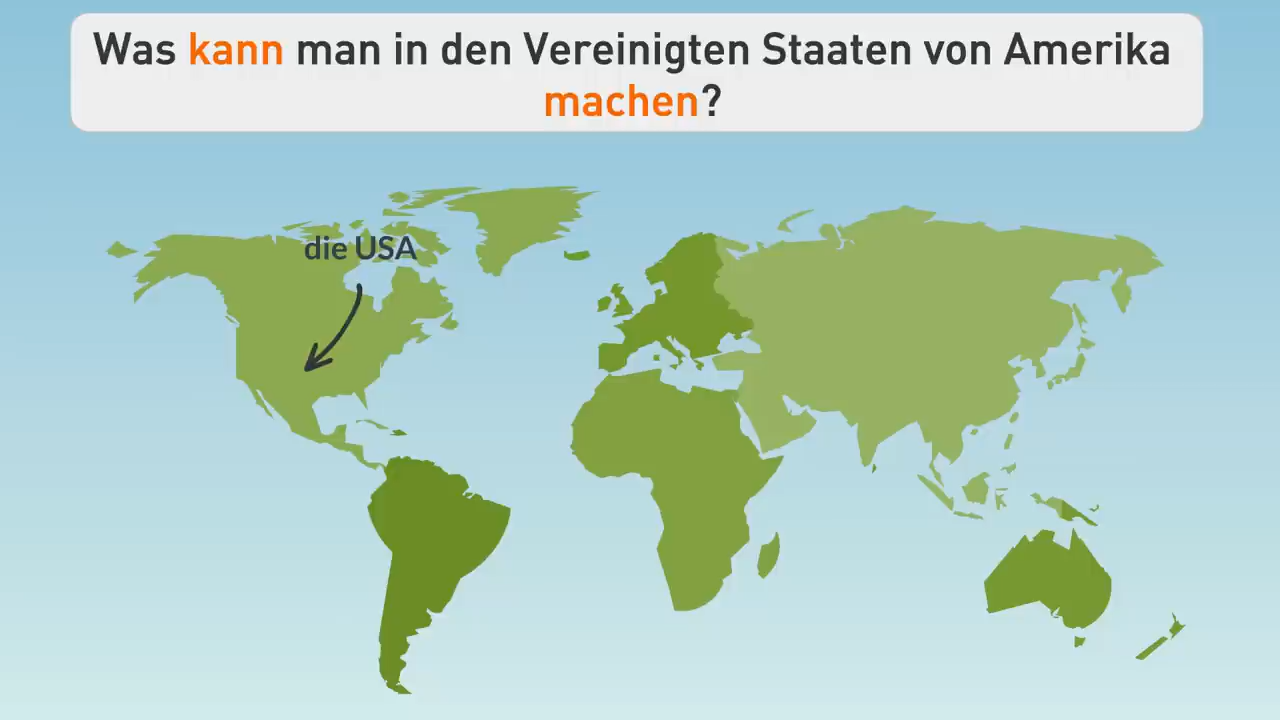 Was kann man in den Vereinigten Staaten von Amerika
machen?
die USA